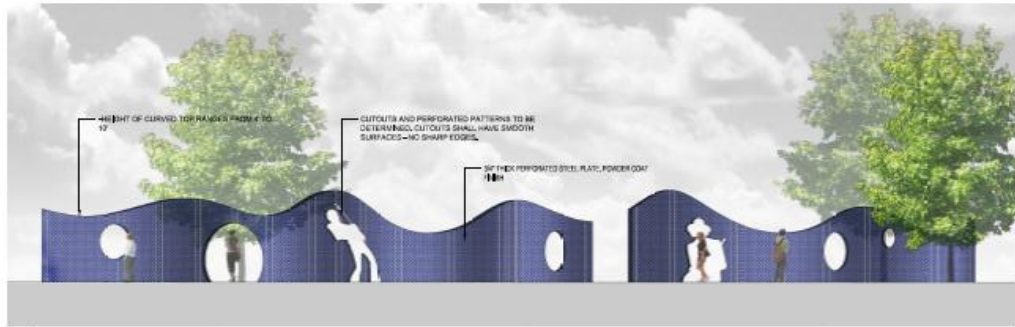 HEIGHT OF CURVED TOP RANGES FROM 4' TO
10'
CUTOUTS AND PERFORATED PATTERNS TO BE
DETERMINED. CUTOUTS SHALL HAVE SMOOTH
SURFACES--NO SHARP EDGES.
THICK PERFORATED STEEL PLATE, POWDER COAT
FINISH